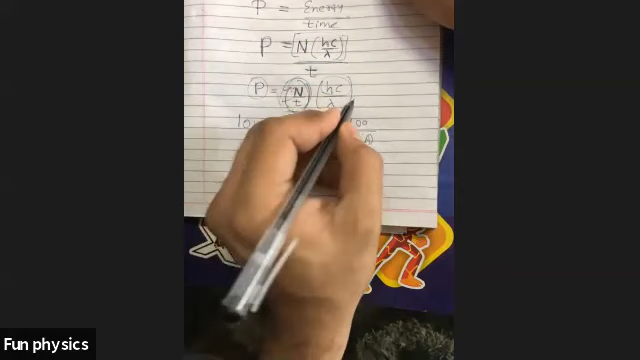 P = Energy
time
P = [N (hc
λ)]
t
P = (N
t) (hc
λ)
Fun physics